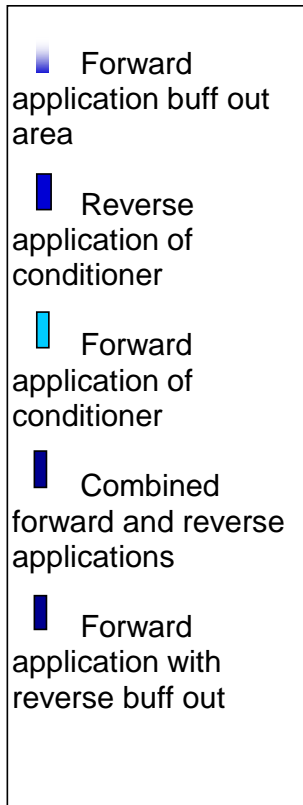 Forward
application buff out
area
Reverse
application of
conditioner
Forward
application of
conditioner
Combined
forward and reverse
applications
Forward
application with
reverse buff out